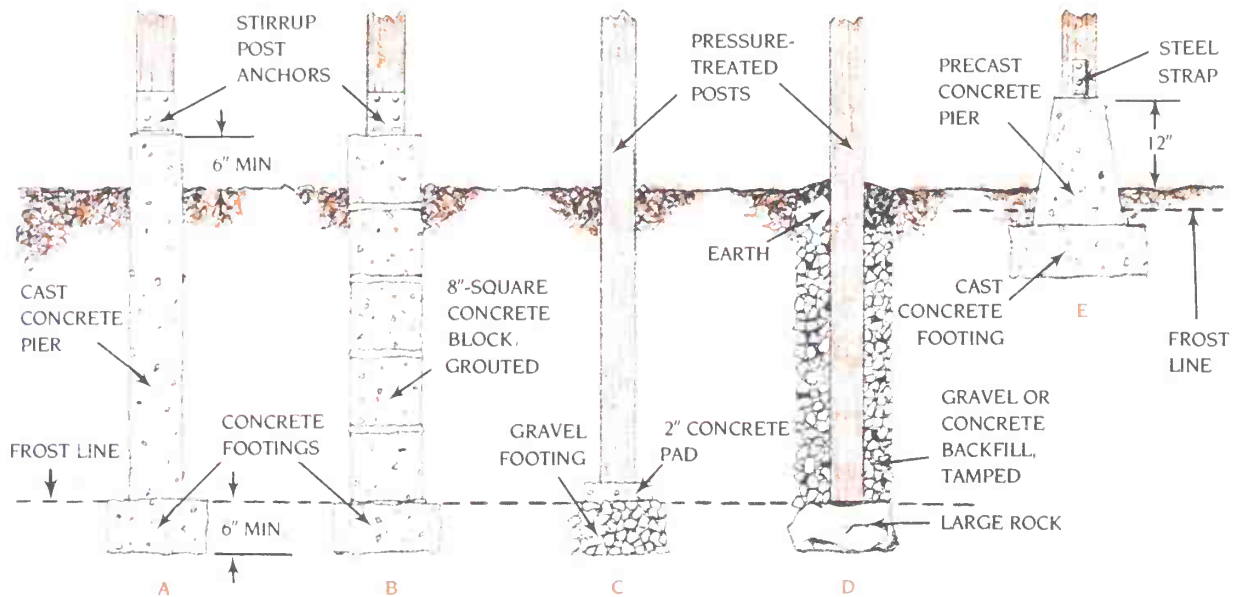 STIRRUP
POST
ANCHORS
6" MIN
PRESSURE-
TREATED
POSTS
PRECAST
CONCRETE
PIER
STEEL
STRAP
12"
EARTH
CAST
CONCRETE
PIER
8"-SQUARE
CONCRETE
BLOCK,
GROUTED
CAST
CONCRETE
FOOTING
E
FROST
LINE
CONCRETE
FOOTINGS
GRAVEL
FOOTING
2" CONCRETE
PAD
GRAVEL OR
CONCRETE
BACKFILL,
TAMPED
FROST LINE
6" MIN
LARGE ROCK
A
B
C
D